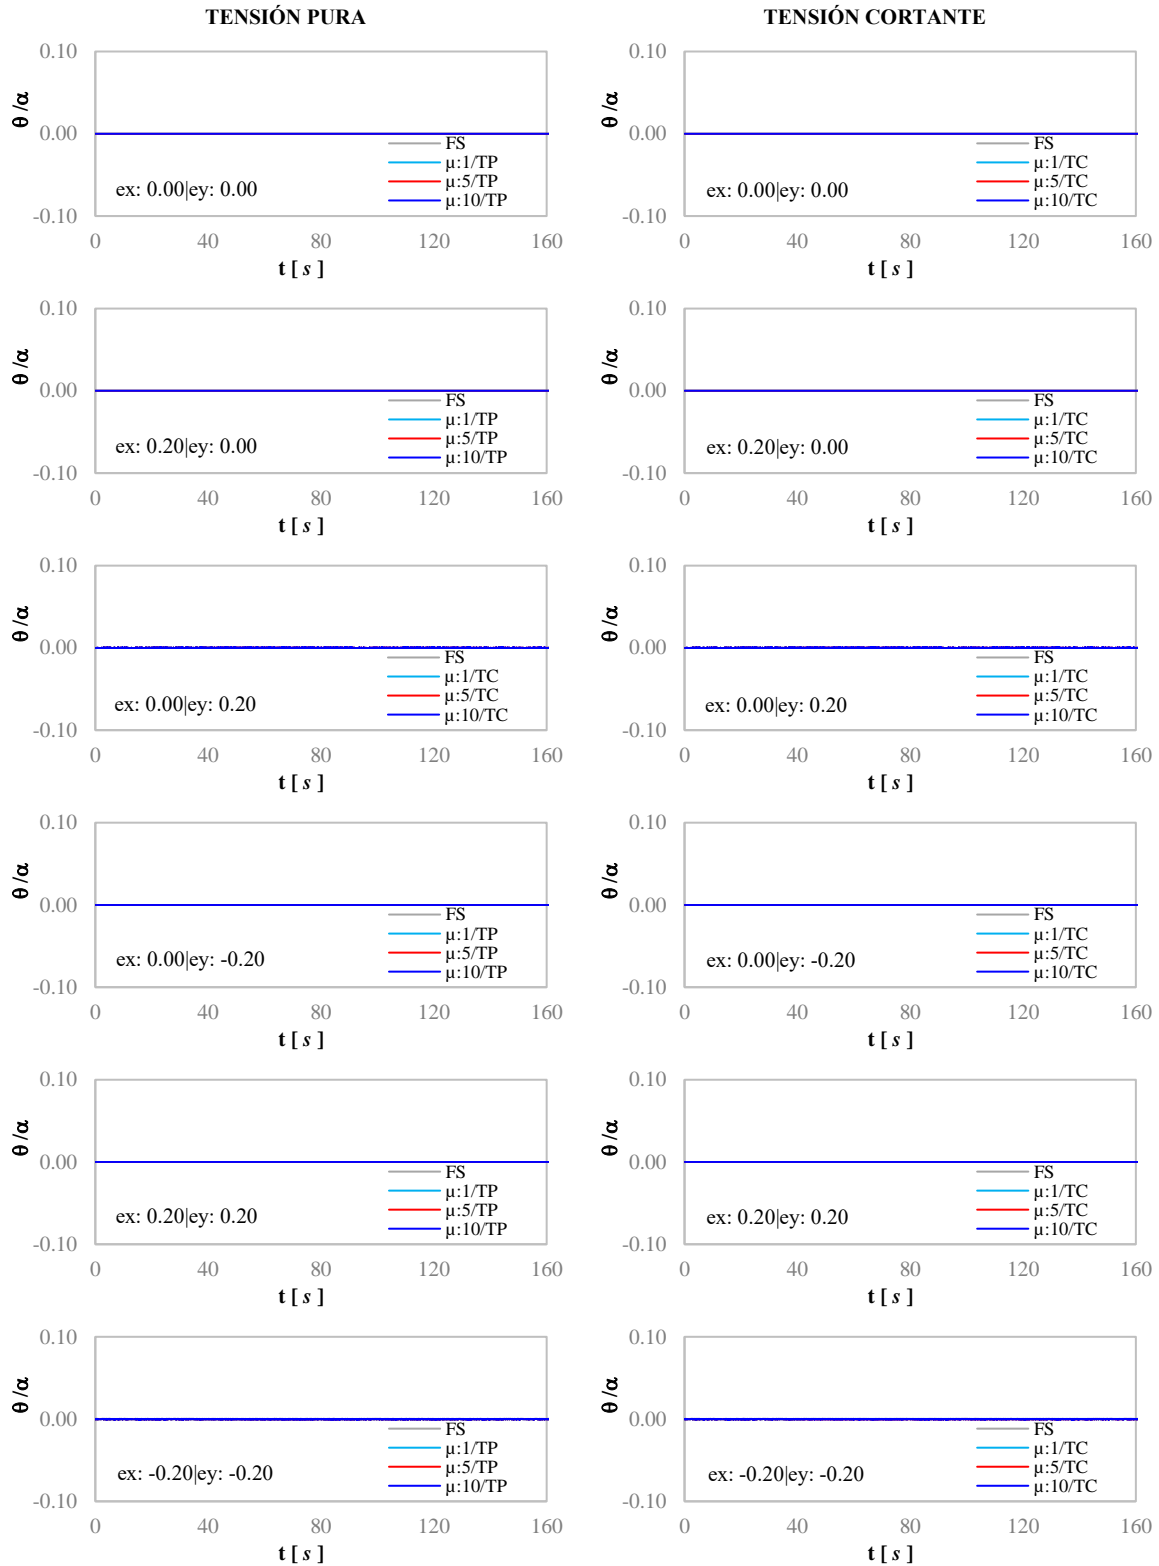 TENSIÓN PURA
TENSIÓN CORTANTE
0.10
0.00
-0.10
θ/α
FS
μ:1/TP
μ:5/TP
μ:10/TP
ex: 0.00|ey: 0.00
0 40 80 120 160
t [ s ]
0.10
0.00
-0.10
θ/α
FS
μ:1/TC
μ:5/TC
μ:10/TC
ex: 0.00|ey: 0.00
0 40 80 120 160
t [ s ]
0.10
0.00
-0.10
θ/α
FS
μ:1/TP
μ:5/TP
μ:10/TP
ex: 0.20|ey: 0.00
0 40 80 120 160
t [ s ]
0.10
0.00
-0.10
θ/α
FS
μ:1/TC
μ:5/TC
μ:10/TC
ex: 0.20|ey: 0.00
0 40 80 120 160
t [ s ]
0.10
0.00
-0.10
θ/α
FS
μ:1/TC
μ:5/TC
μ:10/TC
ex: 0.00|ey: 0.20
0 40 80 120 160
t [ s ]
0.10
0.00
-0.10
θ/α
FS
μ:1/TC
μ:5/TC
μ:10/TC
ex: 0.00|ey: 0.20
0 40 80 120 160
t [ s ]
0.10
0.00
-0.10
θ/α
FS
μ:1/TP
μ:5/TP
μ:10/TP
ex: 0.00|ey: -0.20
0 40 80 120 160
t [ s ]
0.10
0.00
-0.10
θ/α
FS
μ:1/TC
μ:5/TC
μ:10/TC
ex: 0.00|ey: -0.20
0 40 80 120 160
t [ s ]
0.10
0.00
-0.10
θ/α
FS
μ:1/TP
μ:5/TP
μ:10/TP
ex: 0.20|ey: 0.20
0 40 80 120 160
t [ s ]
0.10
0.00
-0.10
θ/α
FS
μ:1/TC
μ:5/TC
μ:10/TC
ex: 0.20|ey: 0.20
0 40 80 120 160
t [ s ]
0.10
0.00
-0.10
θ/α
FS
μ:1/TP
μ:5/TP
μ:10/TP
ex: -0.20|ey: -0.20
0 40 80 120 160
t [ s ]
0.10
0.00
-0.10
θ/α
FS
μ:1/TC
μ:5/TC
μ:10/TC
ex: -0.20|ey: -0.20
0 40 80 120 160
t [ s ]